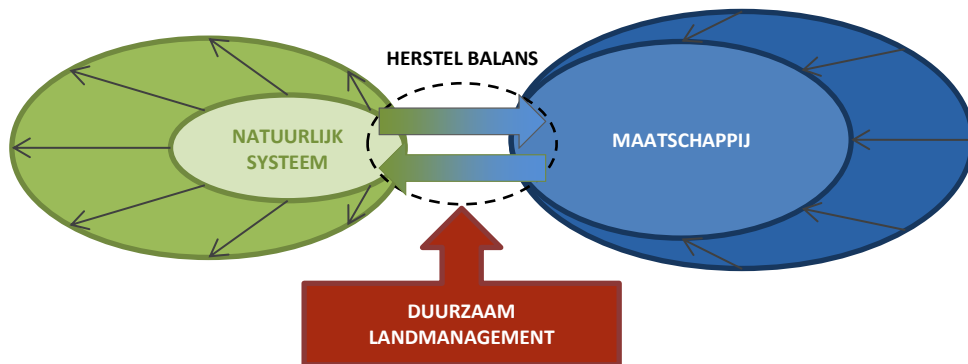 HERSTEL BALANS
NATUURLIJK
SYSTEEM
MAATSCHAPPIJ
DUURZAAM
LANDMANAGEMENT